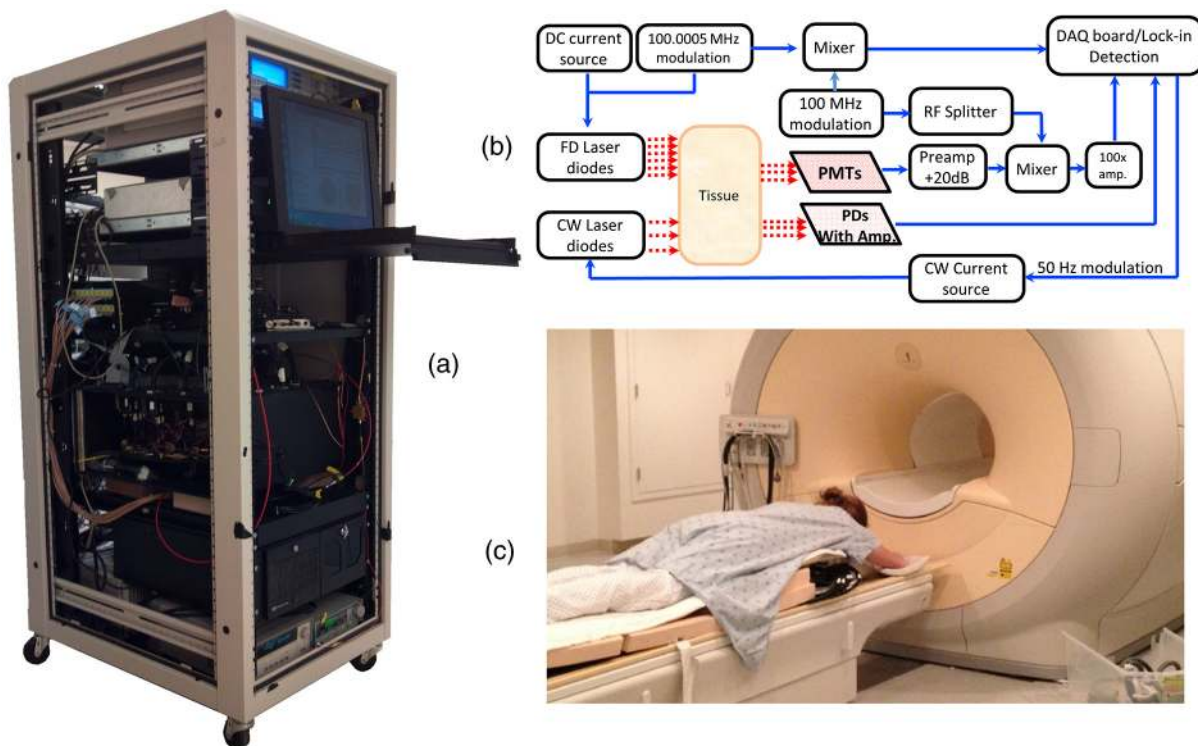 (a)
(b)
DC current
source
100.0005 MHz
modulation
Mixer
DAQ board/Lock-in
Detection
100 MHz
modulation
RF Splitter
FD Laser
diodes
Tissue
PMTs
Preamp
+20dB
Mixer
100x
amp.
CW Laser
diodes
PDs
With Amp.
CW Current
source
50 Hz modulation
(c)
1